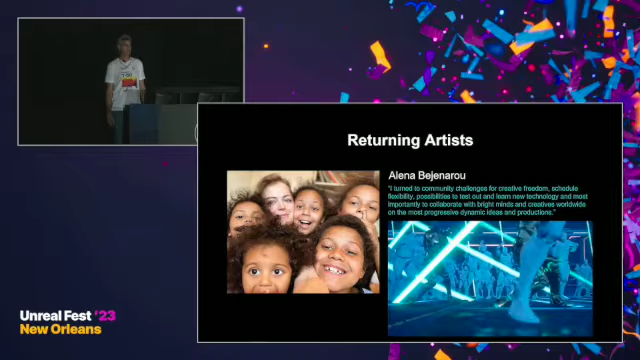 Returning Artists
Alena Bejenarou
"I turned to community challenges for creative freedom, schedule
flexibility, possibilities to test out and learn new technology and most
importantly to collaborate with bright minds and creatives worldwide
on the most progressive dynamic ideas and productions."
Unreal Fest '23
New Orleans